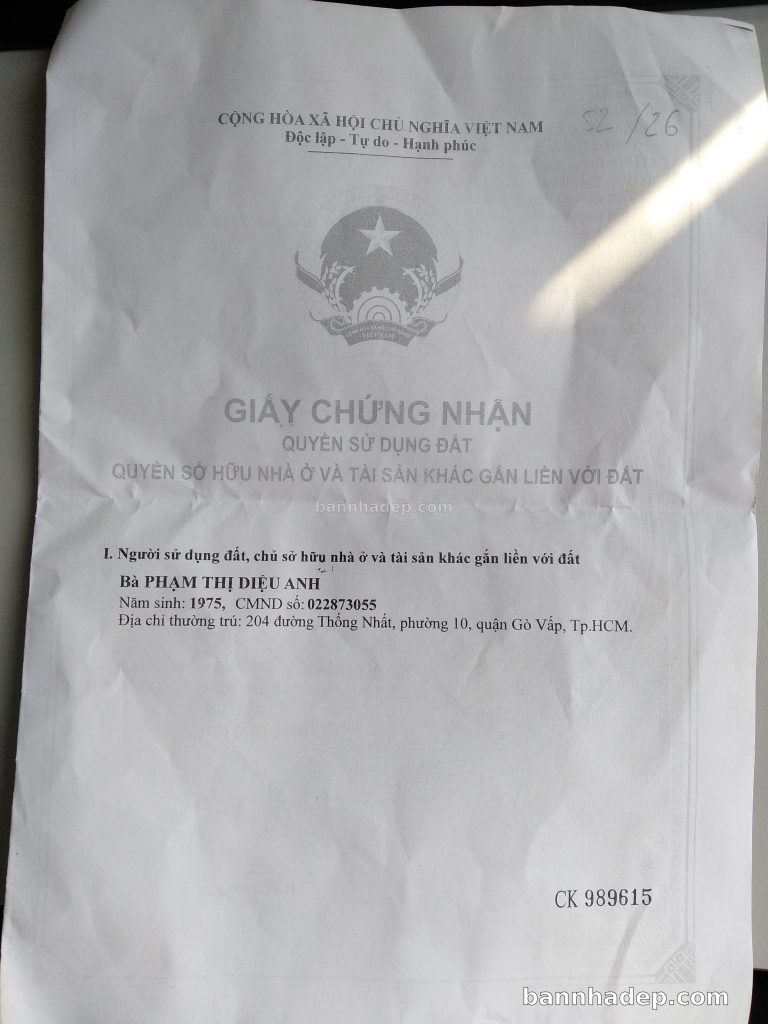 CỘNG HÒA XÃ HỘI CHỦ NGHĨA VIỆT NAM
Độc lập - Tự do - Hạnh phúc
52/26
VIETNAM
GIẤY CHỨNG NHẬN
QUYỀN SỬ DỤNG ĐẤT
QUYỀN SỞ HỮU NHÀ Ở VÀ TÀI SẢN KHÁC GẮN LIỀN VỚI ĐẤT
bannhadep.com
I. Người sử dụng đất, chủ sở hữu nhà ở và tài sản khác gắn liền với đất
Bà PHẠM THỊ DIỆU ANH
Năm sinh: 1975, CMND số: 022873055
Địa chỉ thường trú: 204 đường Thống Nhất, phường 10, quận Gò Vấp, Tp.HCM.
CK 989615
bannhadep.com